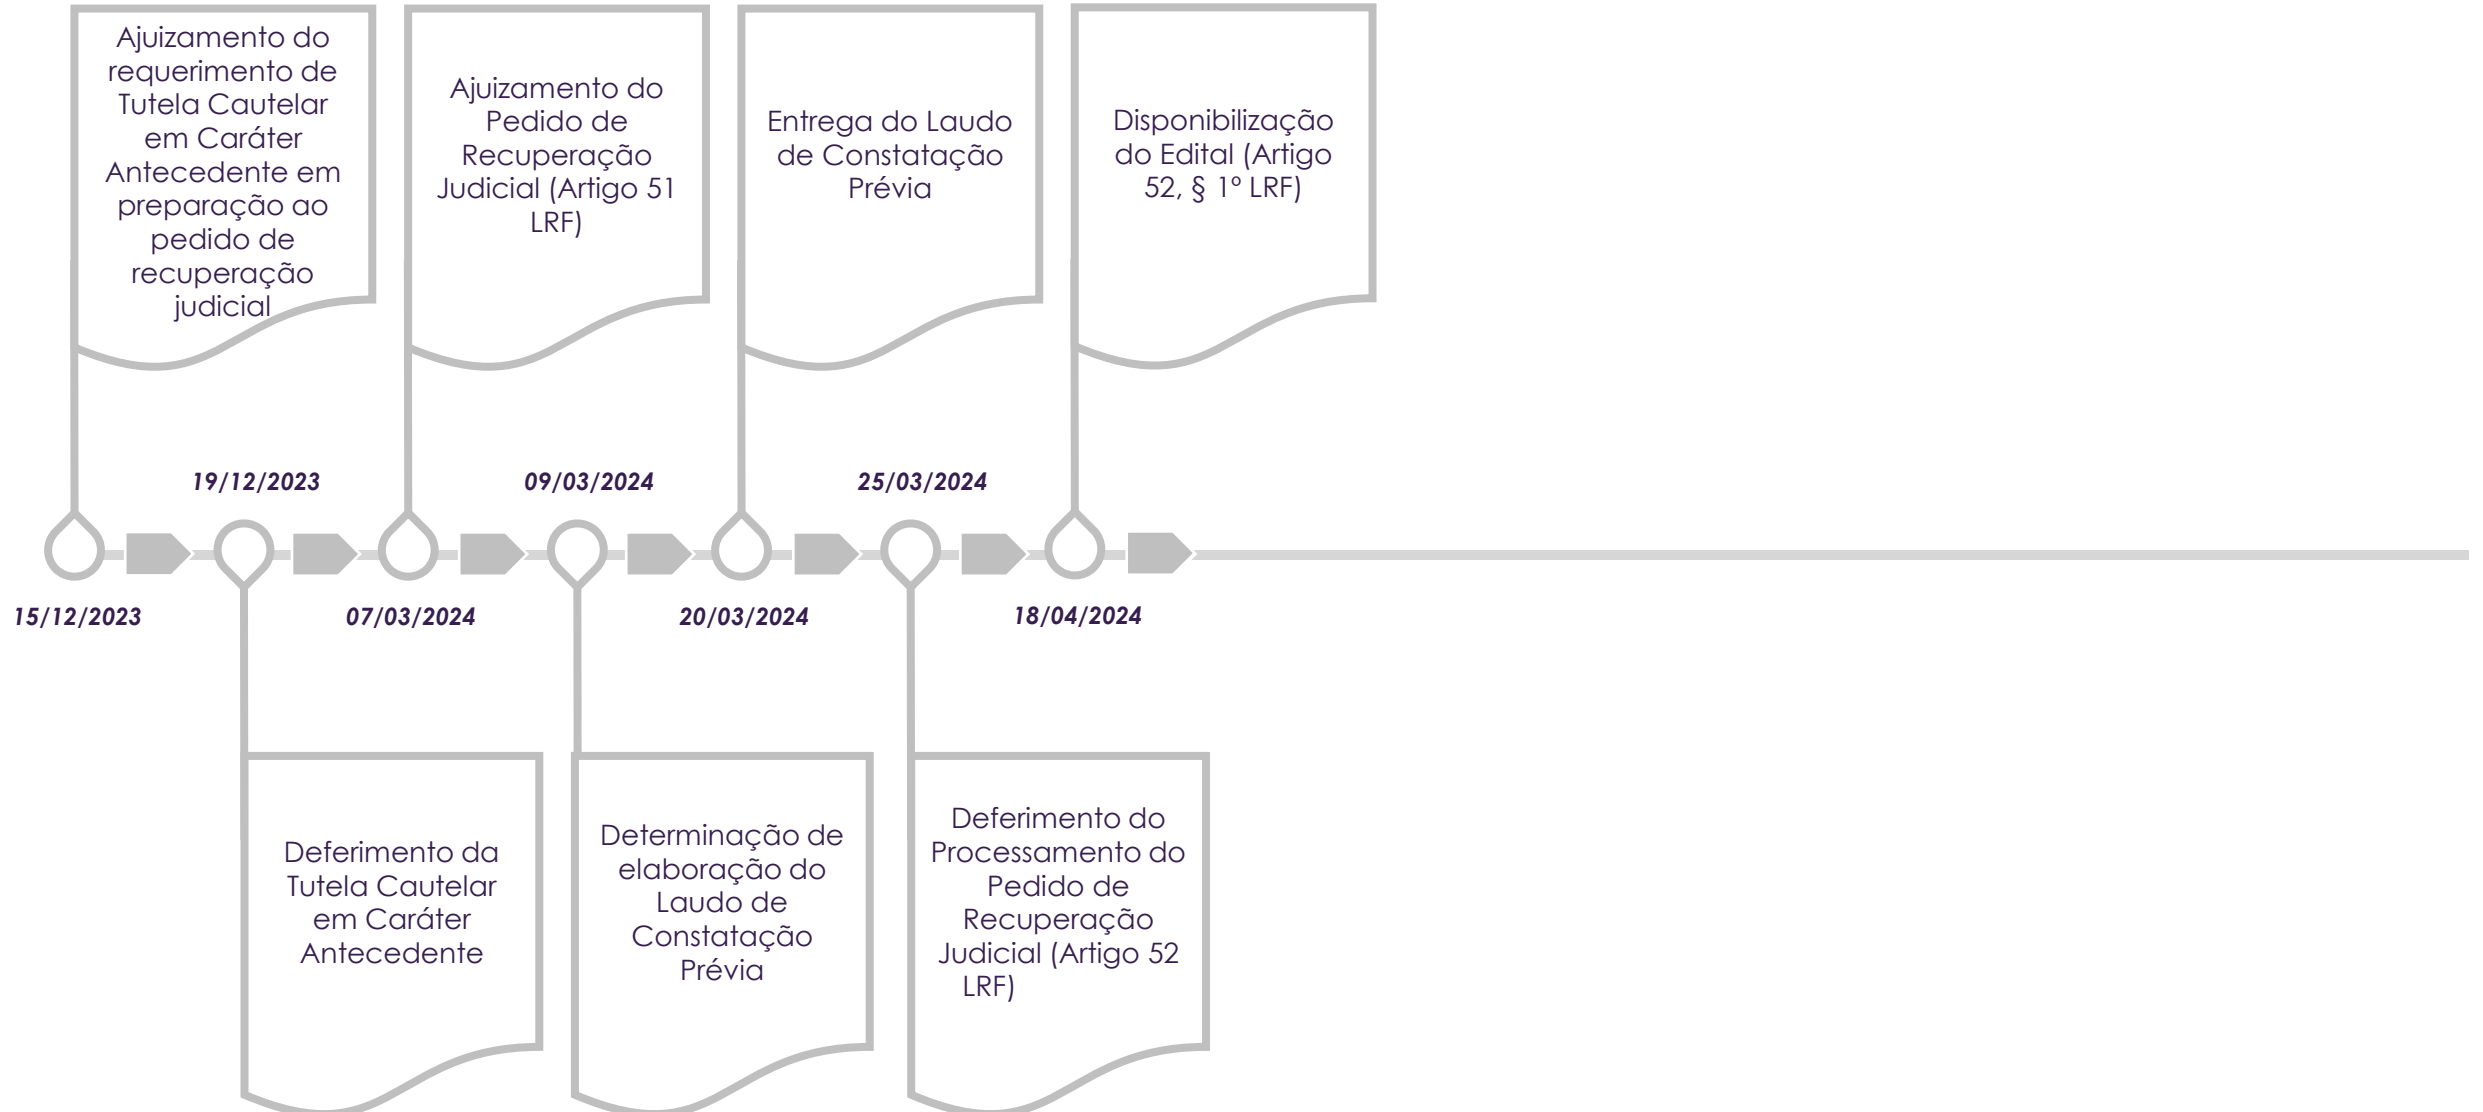 Ajuizamento do
requerimento de
Tutela Cautelar
em Caráter
Antecedente em
preparação ao
pedido de
recuperação
judicial
Ajuizamento do
Pedido de
Recuperação
Judicial (Artigo 51
LRF)
Entrega do Laudo
de Constatação
Prévia
Disponibilização
do Edital (Artigo
52, § 1º LRF)
19/12/2023
09/03/2024
25/03/2024
15/12/2023
07/03/2024
20/03/2024
18/04/2024
Deferimento da
Tutela Cautelar
em Caráter
Antecedente
Determinação de
elaboração do
Laudo de
Constatação
Prévia
Deferimento do
Processamento do
Pedido de
Recuperação
Judicial (Artigo 52
LRF)